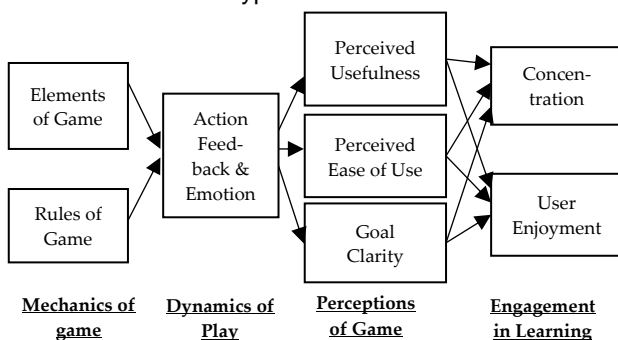 Elements
of Game
Rules of
Game
Action
Feed-
back &
Emotion
Perceived
Usefulness
Perceived
Ease of Use
Goal
Clarity
Concen-
tration
User
Enjoyment
Mechanics of
game
Dynamics of
Play
Perceptions
of Game
Engagement
in Learning